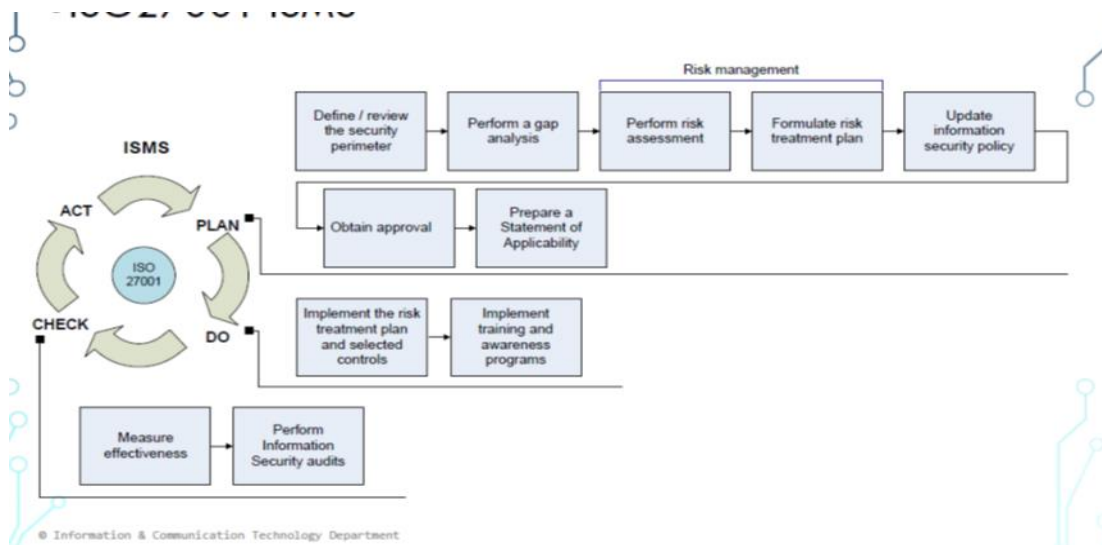 Risk management
Define / review
the security
perimeter
Perform a gap
analysis
Perform risk
assessment
Formulate risk
treatment plan
Update
information
security policy
ISMS
Obtain approval
Prepare a
Statement of
Applicability
ACT
PLAN
ISO
27001
CHECK
DO
Implement the risk
treatment plan
and selected
controls
Implement
training and
awareness
programs
Measure
effectiveness
Perform
Information
Security audits
© Information & Communication Technology Department